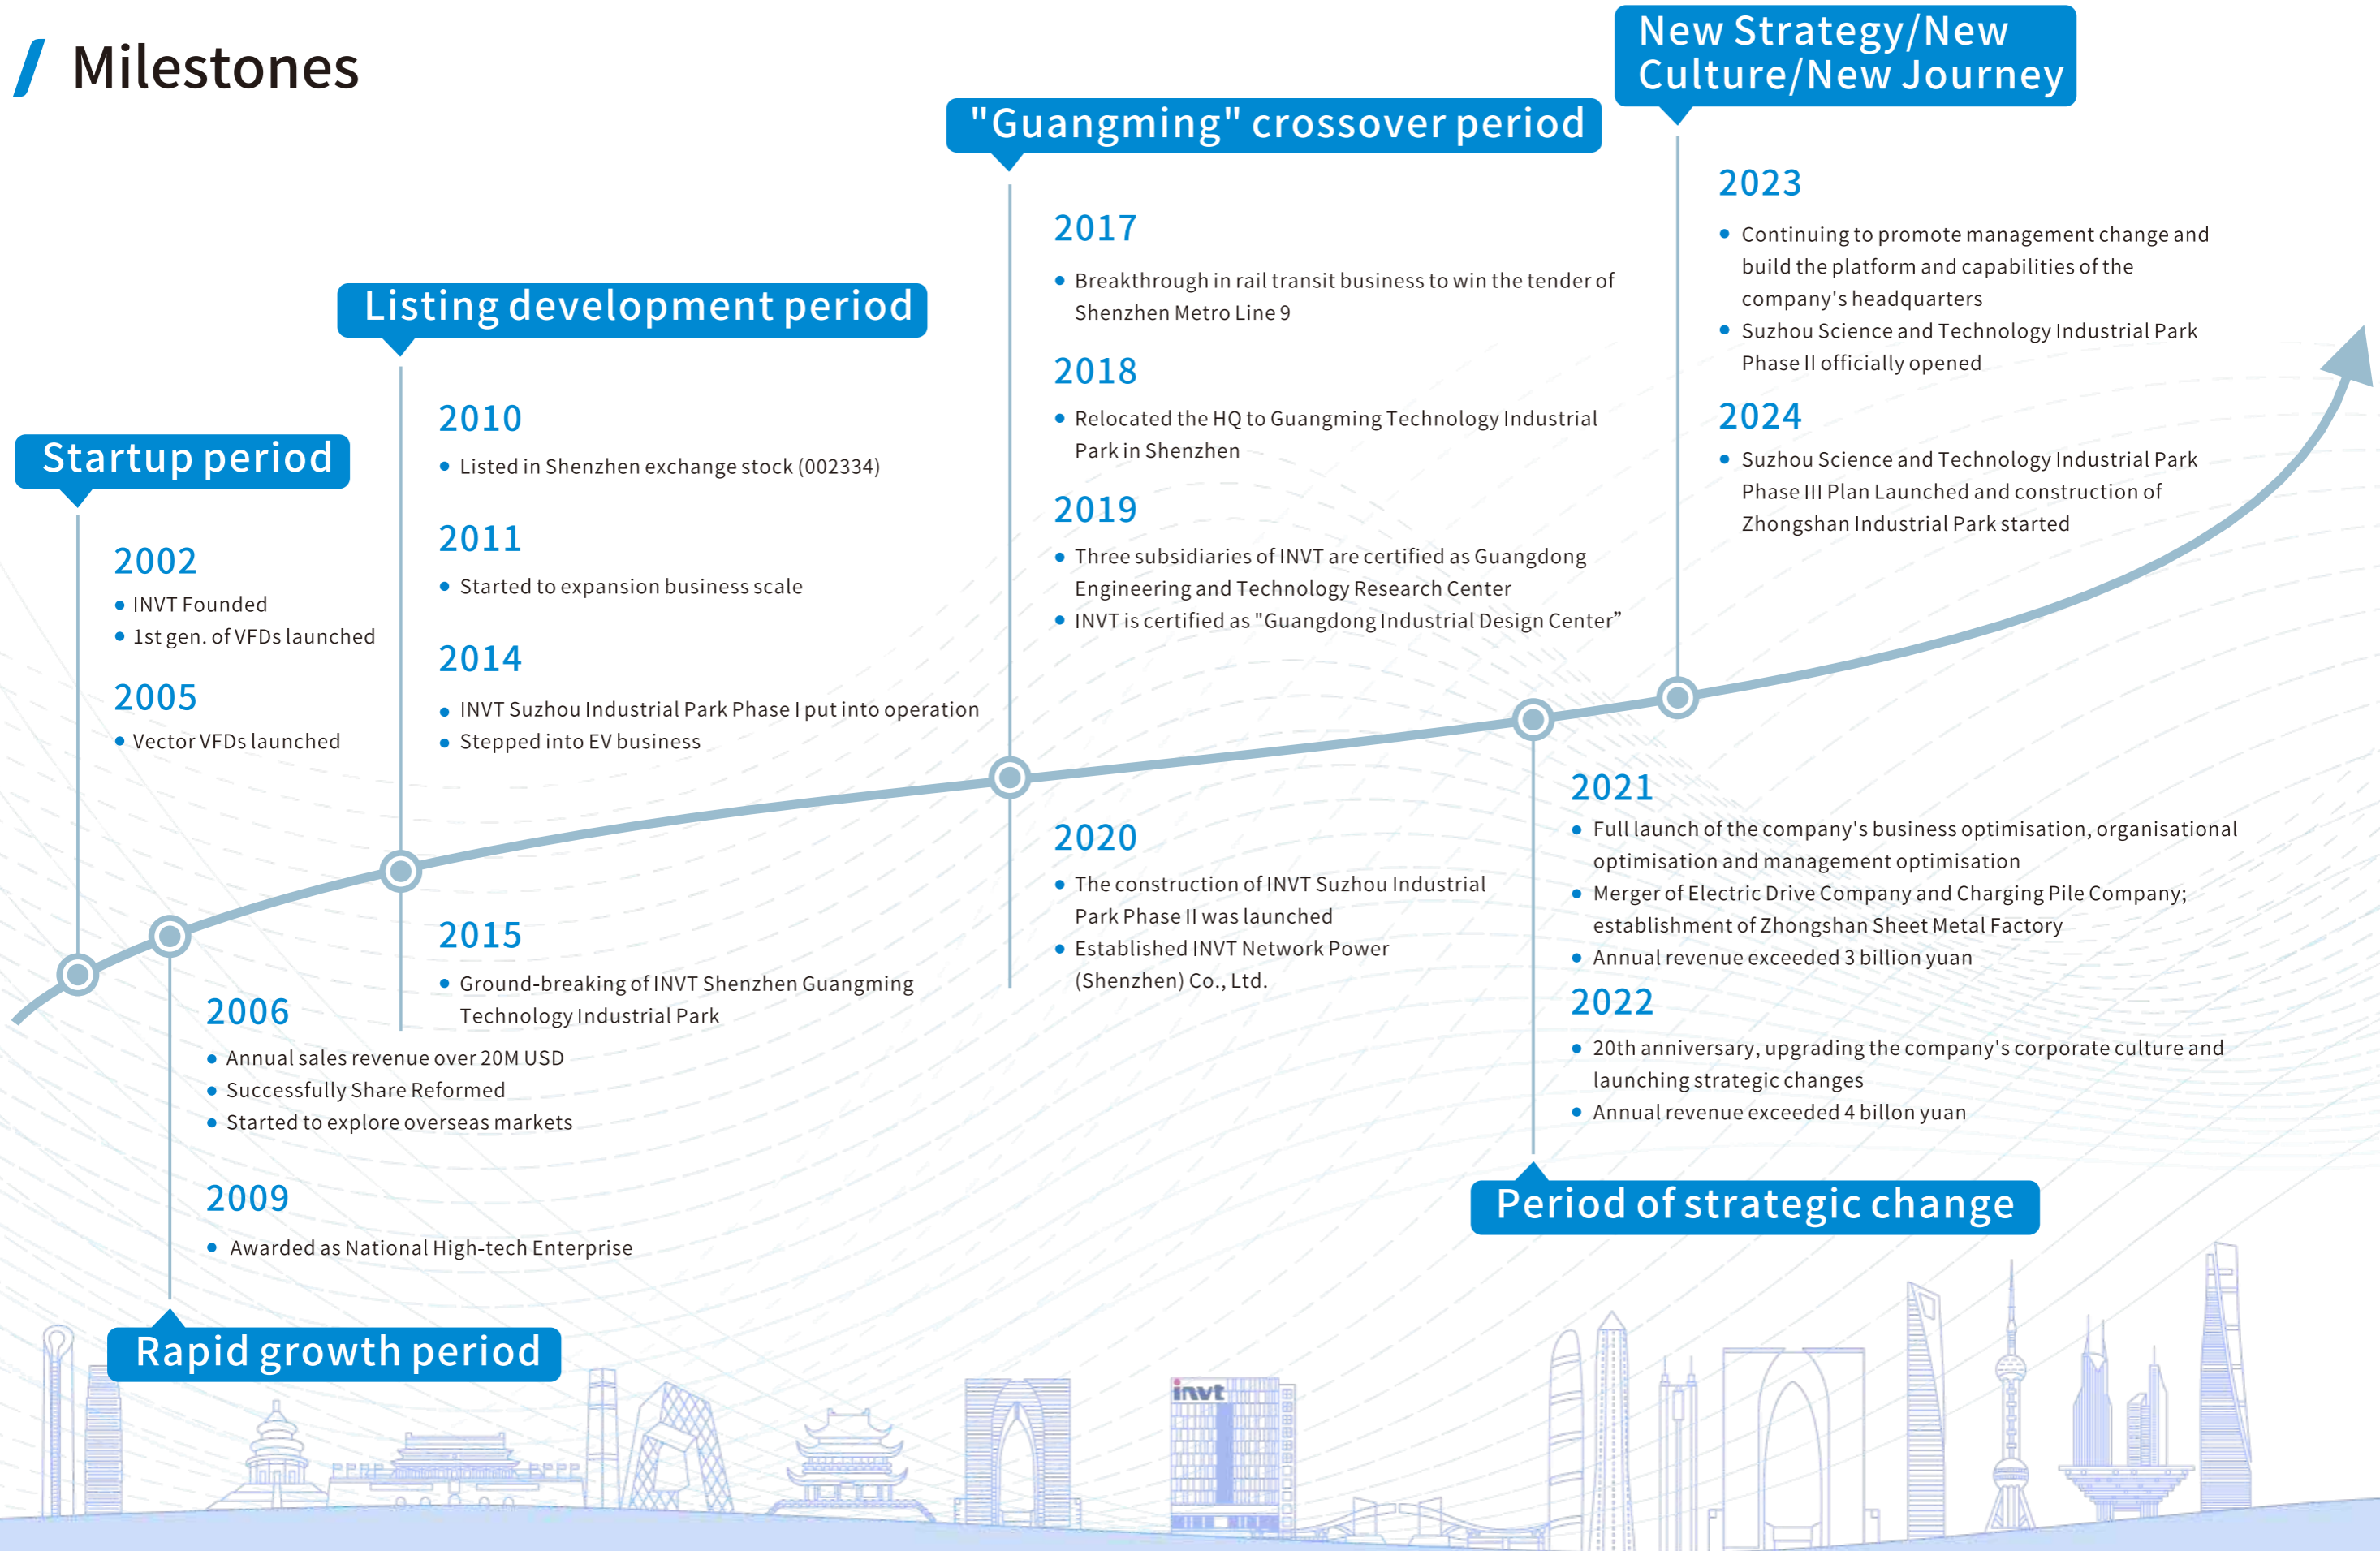 Milestones
Startup period
2002
INVT Founded
1st gen. of VFDs launched
2005
Vector VFDs launched
Rapid growth period
2006
Annual sales revenue over 20M USD
Successfully Share Reformed
Started to explore overseas markets
2009
Awarded as National High-tech Enterprise
Listing development period
2010
Listed in Shenzhen exchange stock (002334)
2011
Started to expansion business scale
2014
INVT Suzhou Industrial Park Phase I put into operation
Stepped into EV business
2015
Ground-breaking of INVT Shenzhen Guangming
Technology Industrial Park
"Guangming" crossover period
2017
Breakthrough in rail transit business to win the tender of
Shenzhen Metro Line 9
2018
Relocated the HQ to Guangming Technology Industrial
Park in Shenzhen
2019
Three subsidiaries of INVT are certified as Guangdong
Engineering and Technology Research Center
INVT is certified as "Guangdong Industrial Design Center”
2020
The construction of INVT Suzhou Industrial
Park Phase II was launched
Established INVT Network Power
(Shenzhen) Co., Ltd.
Period of strategic change
2021
Full launch of the company's business optimisation, organisational
optimisation and management optimisation
Merger of Electric Drive Company and Charging Pile Company;
establishment of Zhongshan Sheet Metal Factory
Annual revenue exceeded 3 billion yuan
2022
20th anniversary, upgrading the company's corporate culture and
launching strategic changes
Annual revenue exceeded 4 billon yuan
New Strategy/New
Culture/New Journey
2023
Continuing to promote management change and
build the platform and capabilities of the
company's headquarters
Suzhou Science and Technology Industrial Park
Phase II officially opened
2024
Suzhou Science and Technology Industrial Park
Phase III Plan Launched and construction of
Zhongshan Industrial Park started
invt